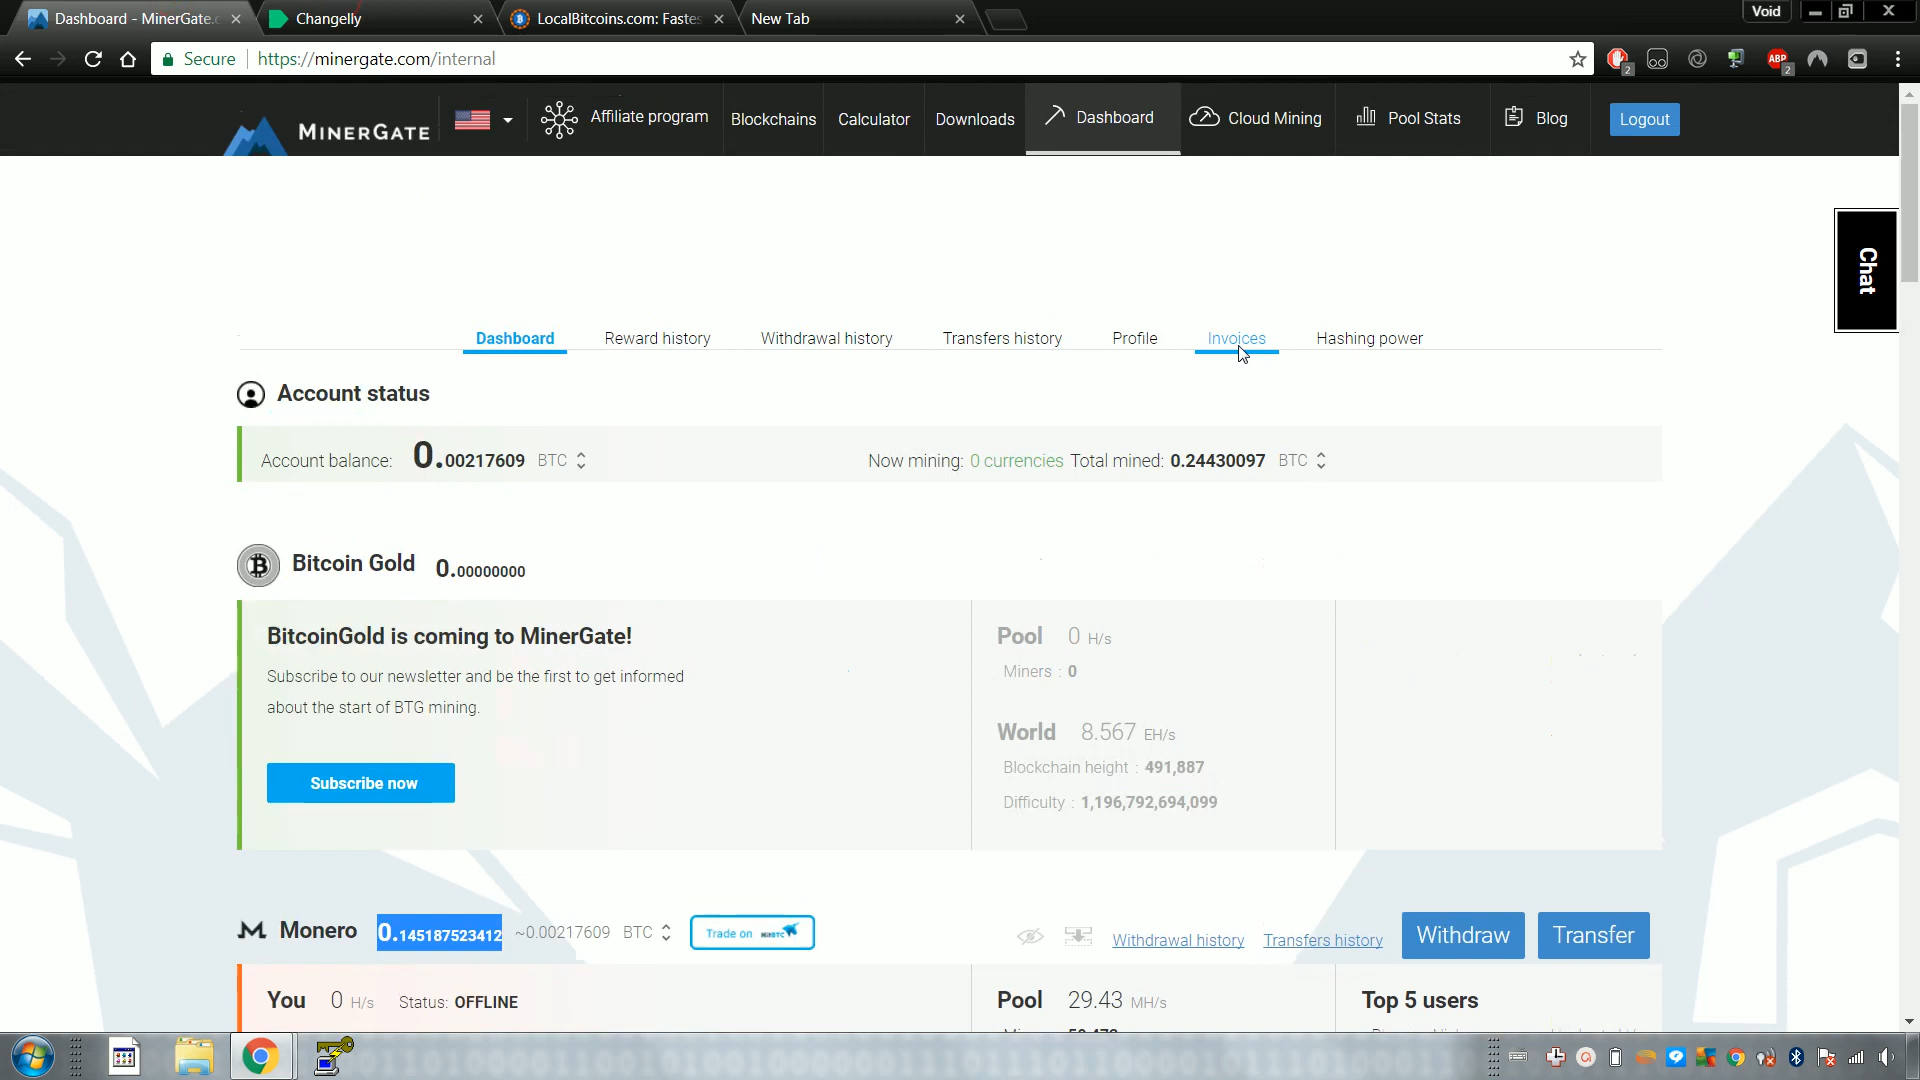 Dashboard - MinerGate.c
Changelly
LocalBitcoins.com: Fastes
New Tab
Void
Secure
https://minergate.com/internal
2
ABP
2
MINERGATE
Affiliate program
Blockchains
Calculator
Downloads
Dashboard
Cloud Mining
Pool Stats
Blog
Logout
Chat
Dashboard
Reward history
Withdrawal history
Transfers history
Profile
Invoices
Hashing power
Account status
Account balance: 0.00217609 BTC
Now mining: 0 currencies Total mined: 0.24430097 BTC
Bitcoin Gold 0.00000000
BitcoinGold is coming to MinerGate!
Subscribe to our newsletter and be the first to get informed
about the start of BTG mining.
Subscribe now
Pool 0 H/s
Miners : 0
World 8.567 EH/s
Blockchain height : 491,887
Difficulty : 1,196,792,694,099
Monero 0.145187523412 ~0.00217609 BTC
Trade on HitBTC
Withdrawal history
Transfers history
Withdraw
Transfer
You 0 H/s Status: OFFLINE
Pool 29.43 MH/s
Top 5 users